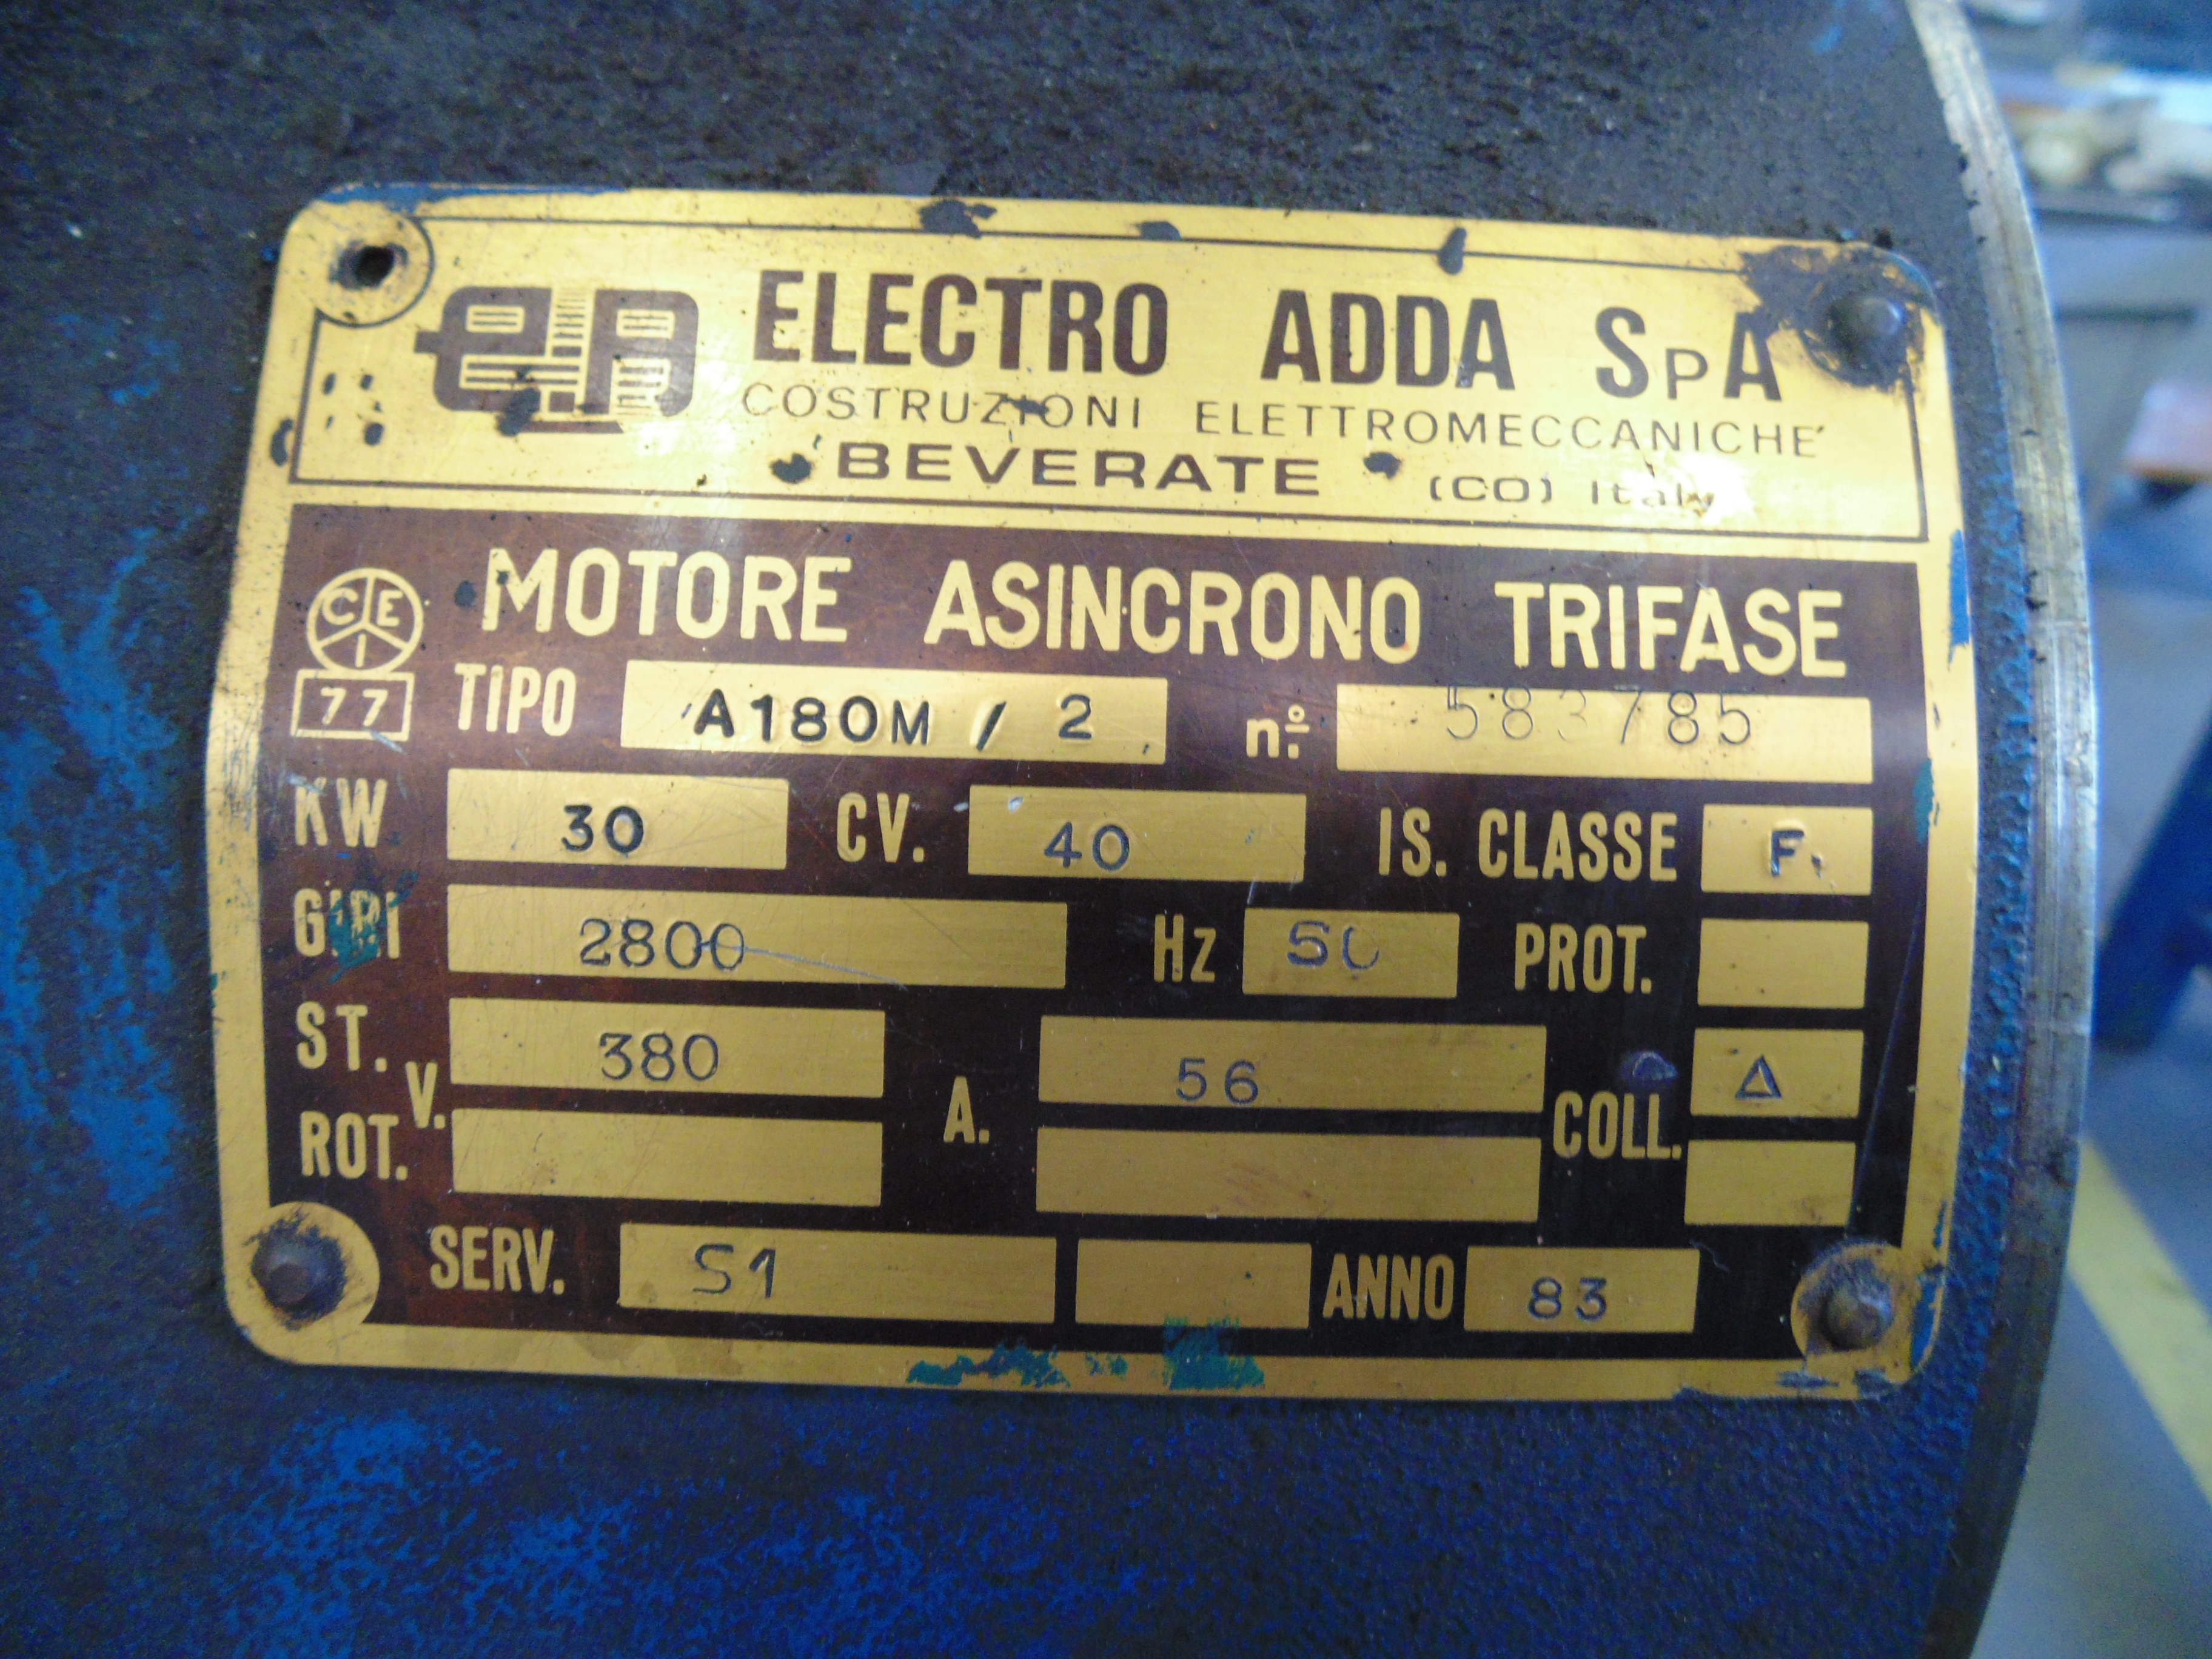 eA ELECTRO ADDA SpA
COSTRUZIONI ELETTROMECCANICHE
BEVERATE (CO) Italy
CEI 77
MOTORE ASINCRONO TRIFASE
TIPO A180M / 2 n° 583785
KW 30 CV. 40 IS. CLASSE F
GIRI 2800 Hz 50 PROT.
ST. V. 380 A. 56 COLL. Δ
ROT.
SERV. S1 ANNO 83